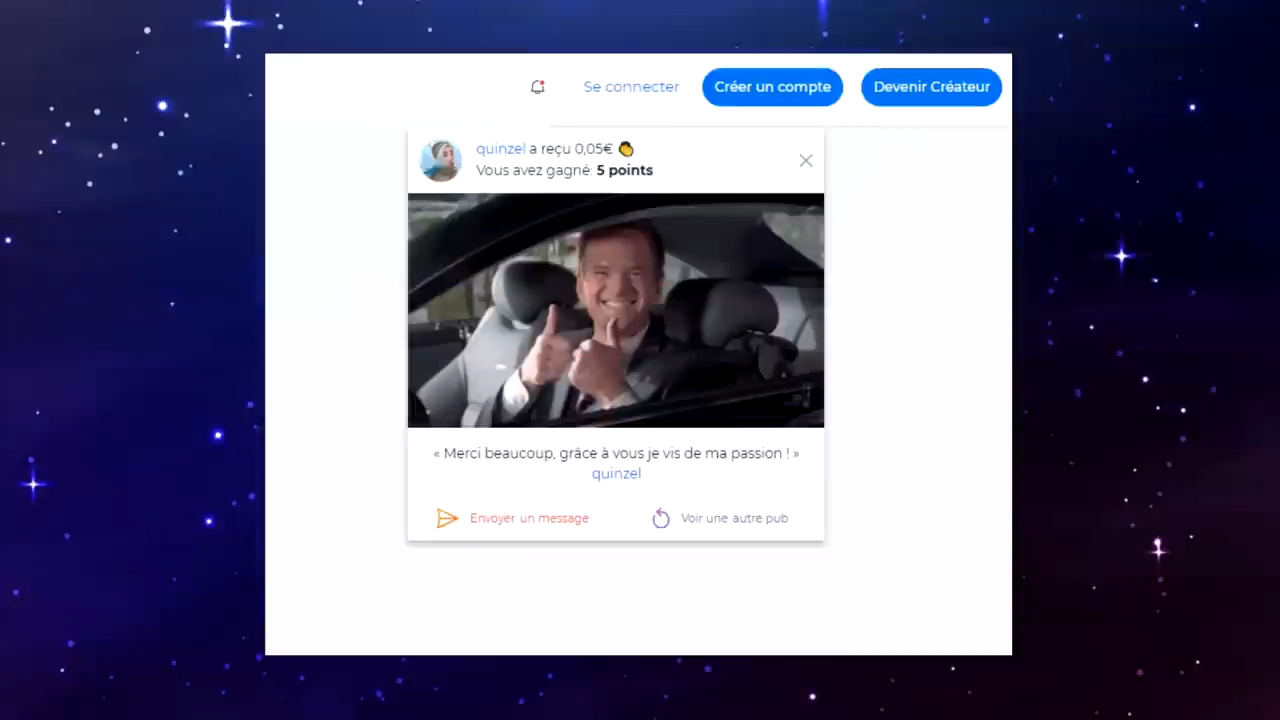 Se connecter
Créer un compte
Devenir Créateur
quinzel a reçu 0,05€
Vous avez gagné: 5 points
« Merci beaucoup, grâce à vous je vis de ma passion ! »
quinzel
Envoyer un message
Voir une autre pub